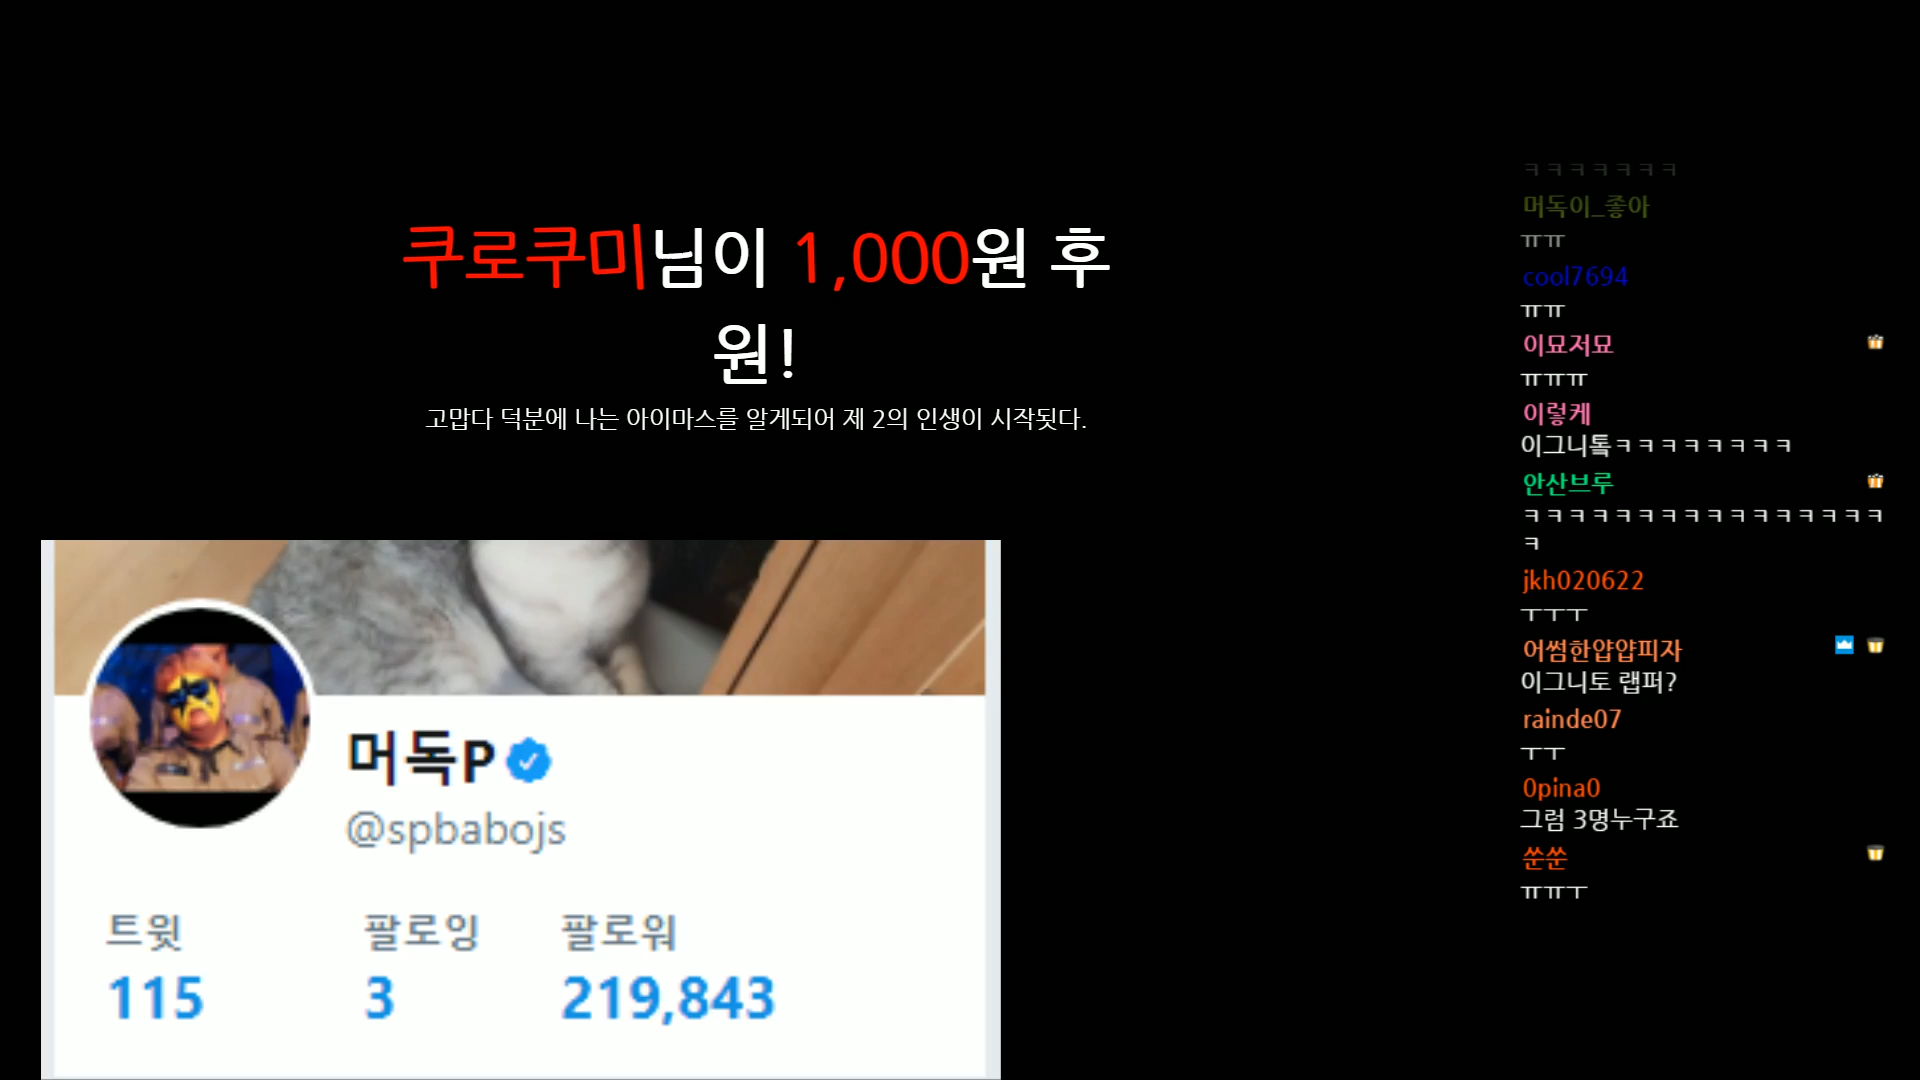 쿠로쿠미님이 1,000원 후
원!
고맙다 덕분에 나는 아이마스를 알게되어 제 2의 인생이 시작됫다.
머독P
@spbabojs
트윗 팔로잉 팔로워
115 3 219,843
ㅋㅋㅋㅋㅋㅋㅋ
머독이_좋아
ㅠㅠ
cool7694
ㅠㅠ
이묘저묘
ㅠㅠㅠ
이렇케
이그니톸ㅋㅋㅋㅋㅋㅋㅋㅋ
안산브루
ㅋㅋㅋㅋㅋㅋㅋㅋㅋㅋㅋㅋㅋㅋㅋㅋ
ㅋ
jkh020622
ㅜㅜㅜ
어썸한얍얍피자
이그니토 랩퍼?
rainde07
ㅜㅜ
0pina0
그럼 3명누구죠
쑨쑨
ㅠㅠㅜ